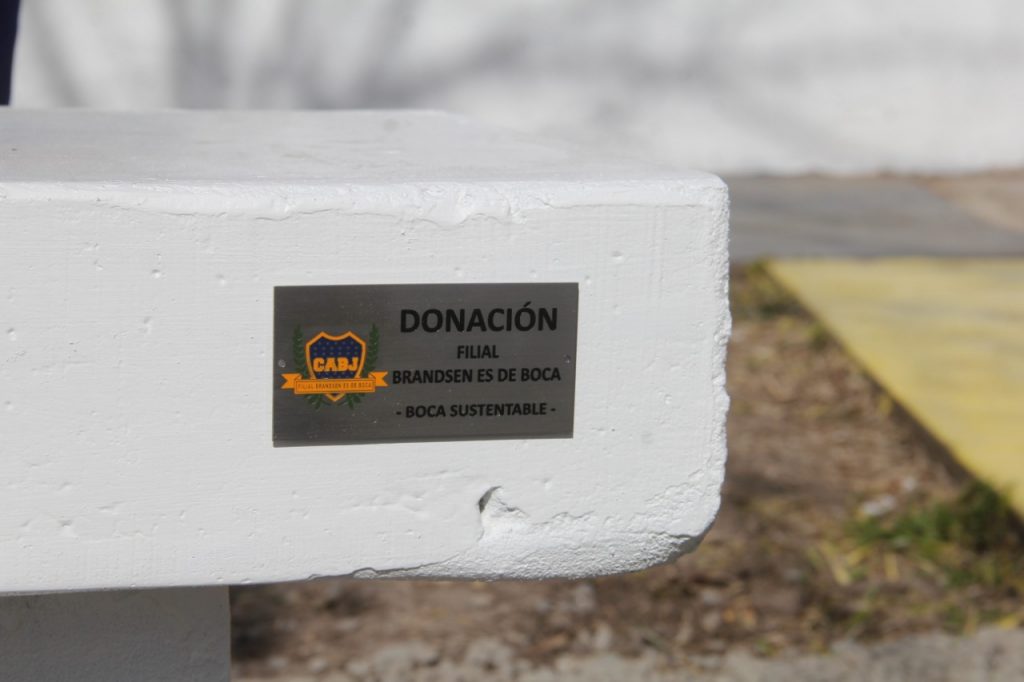 DONACIÓN
FILIAL
BRANDSEN ES DE BOCA
- BOCA SUSTENTABLE -
CABJ
FILIAL BRANDSEN ES DE BOCA